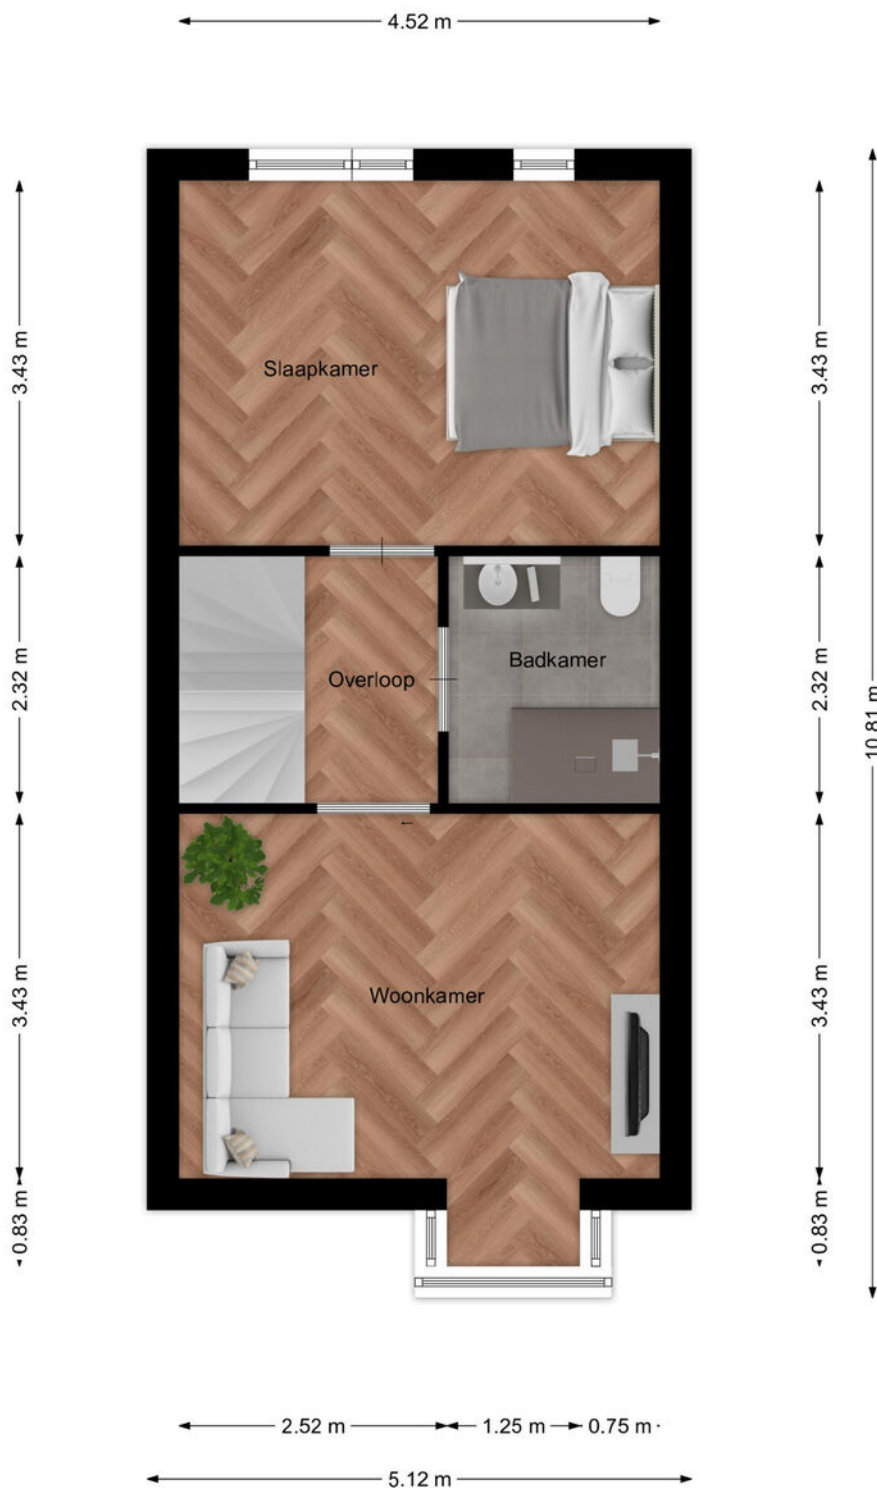 4.52 m
3.43 m
3.43 m
Slaapkamer
2.32 m
2.32 m
Badkamer
Overloop
10.81 m
3.43 m
3.43 m
Woonkamer
0.83 m
0.83 m
2.52 m
1.25 m
0.75 m
5.12 m